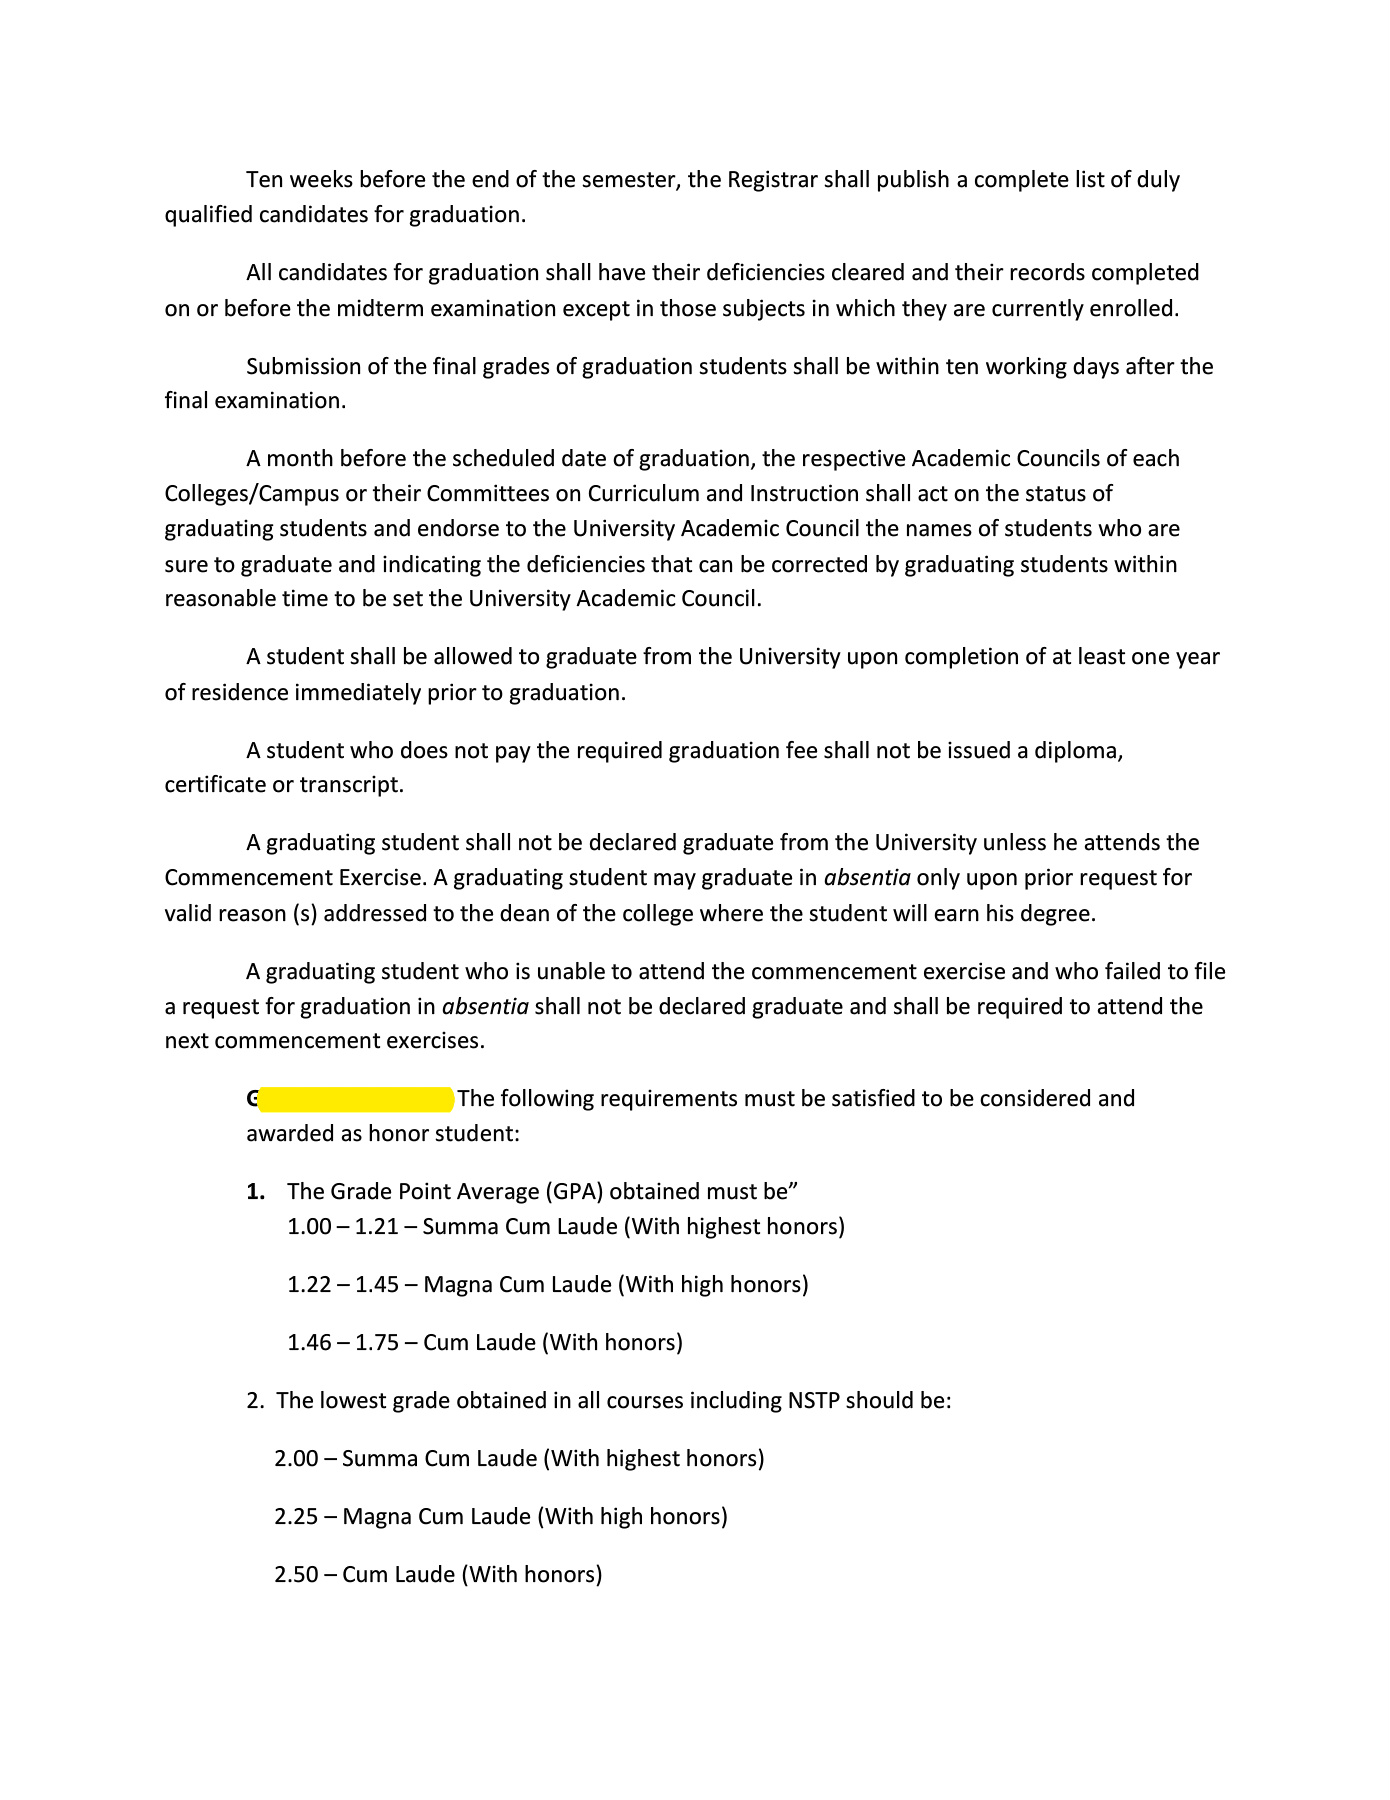 Ten weeks before the end of the semester, the Registrar shall publish a complete list of duly
qualified candidates for graduation.
All candidates for graduation shall have their deficiencies cleared and their records completed
on or before the midterm examination except in those subjects in which they are currently enrolled.
Submission of the final grades of graduation students shall be within ten working days after the
final examination.
A month before the scheduled date of graduation, the respective Academic Councils of each
Colleges/Campus or their Committees on Curriculum and Instruction shall act on the status of
graduating students and endorse to the University Academic Council the names of students who are
sure to graduate and indicating the deficiencies that can be corrected by graduating students within
reasonable time to be set the University Academic Council.
A student shall be allowed to graduate from the University upon completion of at least one year
of residence immediately prior to graduation.
A student who does not pay the required graduation fee shall not be issued a diploma,
certificate or transcript.
A graduating student shall not be declared graduate from the University unless he attends the
Commencement Exercise. A graduating student may graduate in absentia only upon prior request for
valid reason (s) addressed to the dean of the college where the student will earn his degree.
A graduating student who is unable to attend the commencement exercise and who failed to file
a request for graduation in absentia shall not be declared graduate and shall be required to attend the
next commencement exercises.
The following requirements must be satisfied to be considered and
awarded as honor student:
1. The Grade Point Average (GPA) obtained must be”
1.00 – 1.21 – Summa Cum Laude (With highest honors)
1.22 – 1.45 – Magna Cum Laude (With high honors)
1.46 – 1.75 – Cum Laude (With honors)
2. The lowest grade obtained in all courses including NSTP should be:
2.00 – Summa Cum Laude (With highest honors)
2.25 – Magna Cum Laude (With high honors)
2.50 – Cum Laude (With honors)